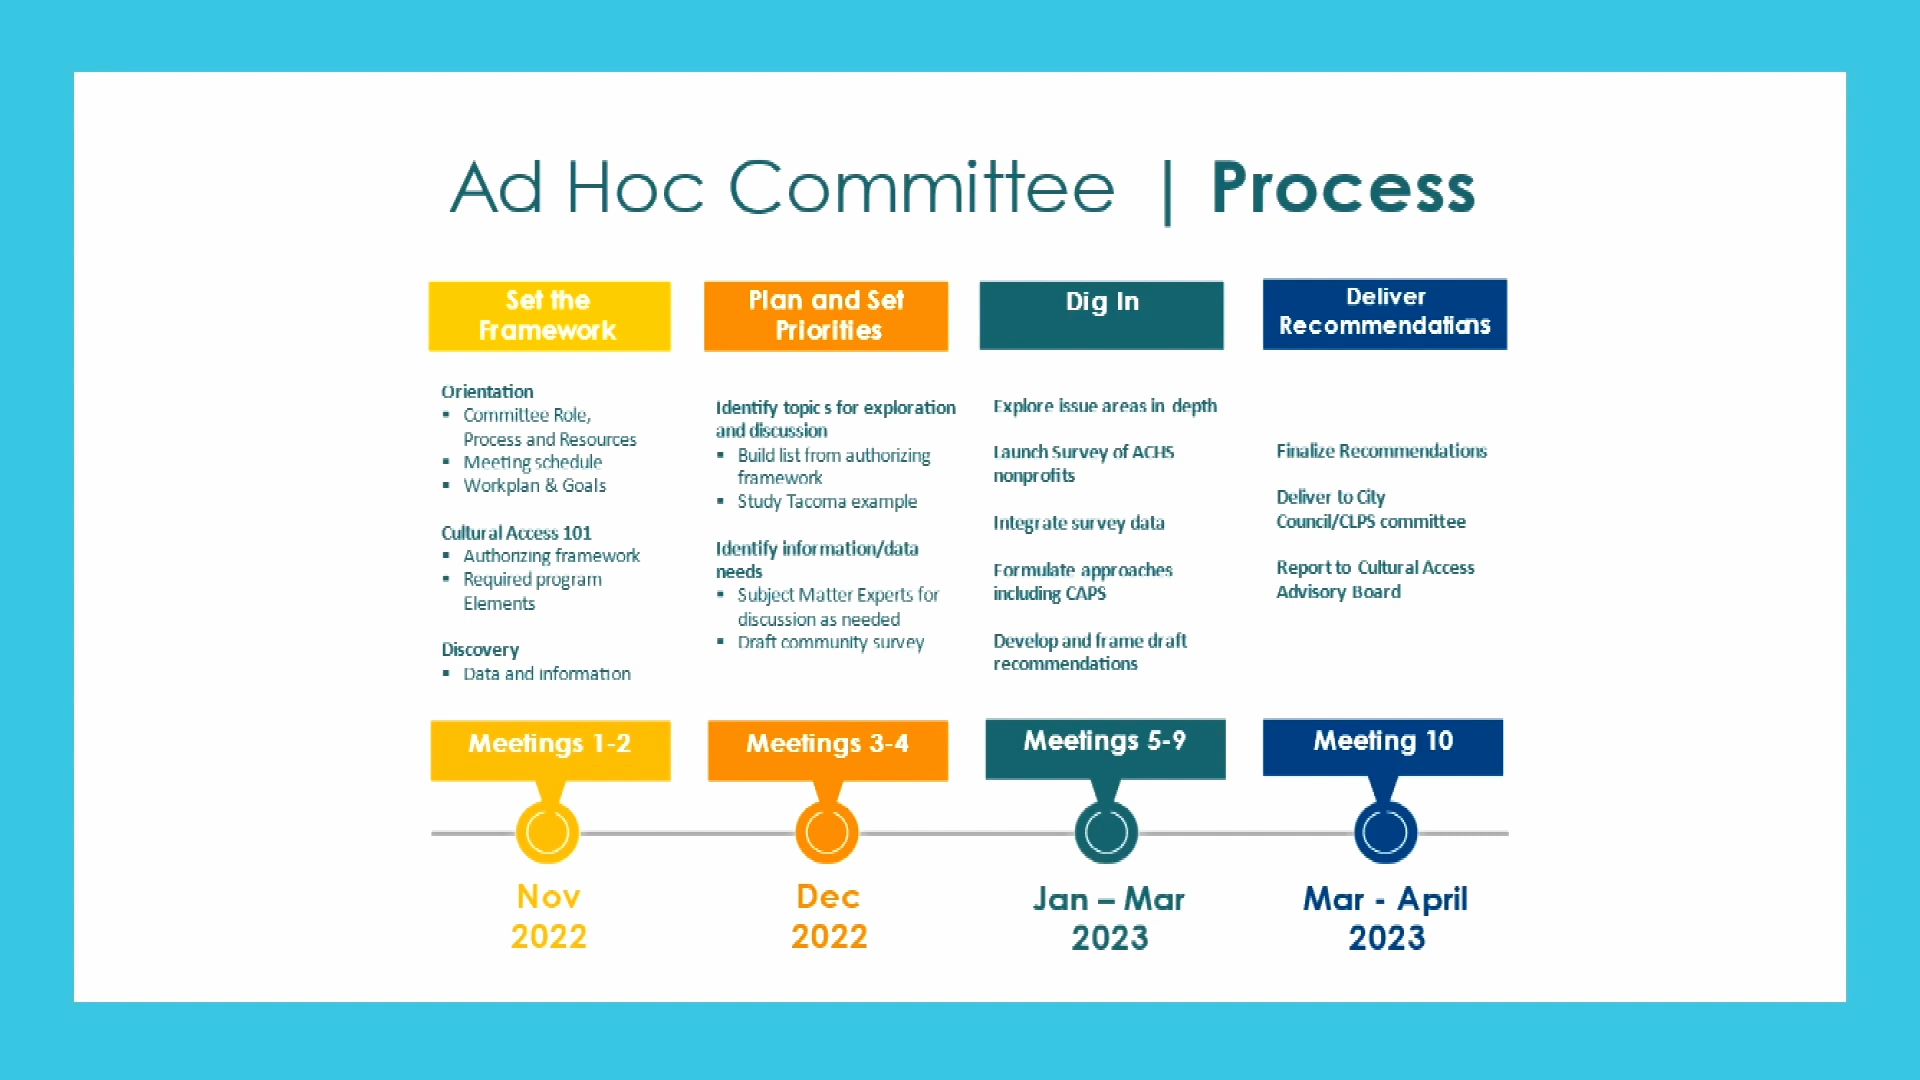 Ad Hoc Committee | Process
Set the
Framework
Orientation
▪ Committee Role,
Process and Resources
▪ Meeting schedule
▪ Workplan & Goals
Cultural Access 101
▪ Authorizing framework
▪ Required program
Elements
Discovery
▪ Data and information
Meetings 1-2
Nov
2022
Plan and Set
Priorities
Identify topic s for exploration
and discussion
▪ Build list from authorizing
framework
▪ Study Tacoma example
Identify information/data
needs
▪ Subject Matter Experts for
discussion as needed
▪ Draft community survey
Meetings 3-4
Dec
2022
Dig In
Explore issue areas in depth
Launch Survey of ACHS
nonprofits
Integrate survey data
Formulate approaches
including CAPS
Develop and frame draft
recommendations
Meetings 5-9
Jan – Mar
2023
Deliver
Recommendations
Finalize Recommendations
Deliver to City
Council/CLPS committee
Report to Cultural Access
Advisory Board
Meeting 10
Mar - April
2023